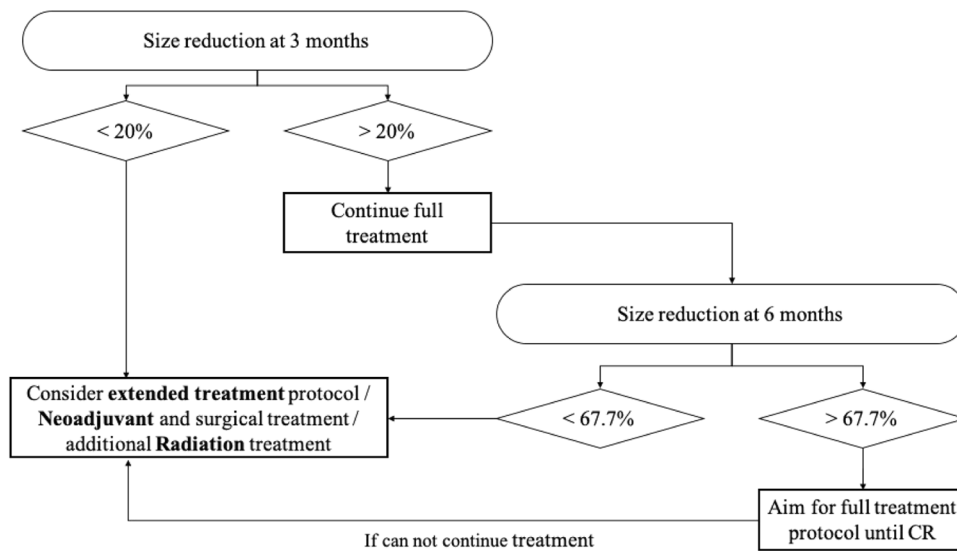 Size reduction at 3 months
< 20%
> 20%
Continue full
treatment
Size reduction at 6 months
Consider extended treatment protocol /
Neoadjuvant and surgical treatment /
additional Radiation treatment
< 67.7%
> 67.7%
Aim for full treatment
protocol until CR
If can not continue treatment